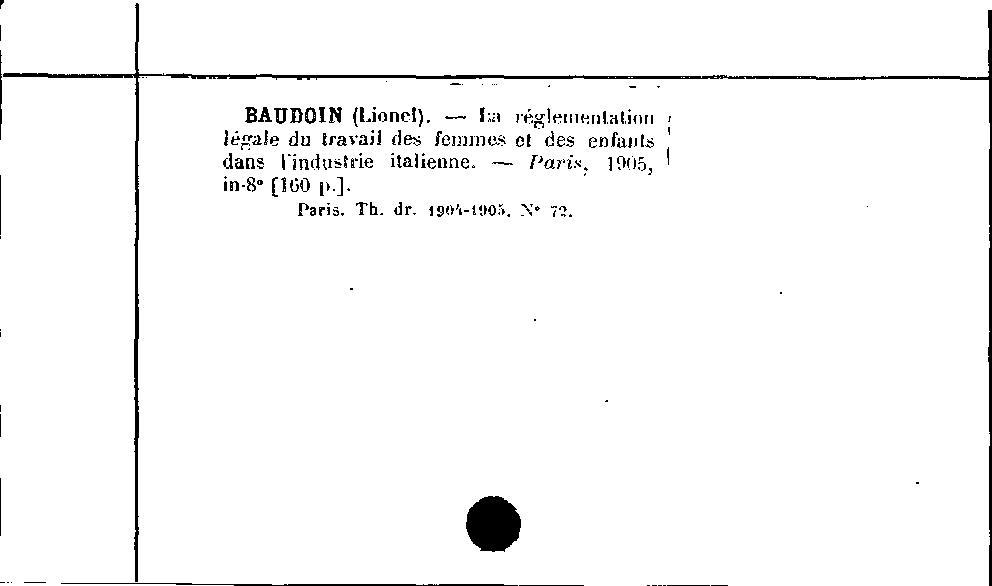 BAUDOIN (Lionel). — La réglementation
légale du travail des femmes et des enfants
dans l'industrie italienne. — Paris, 1905,
in-8° [160 p.].
Paris. Th. dr. 1904-1905. N° 72.